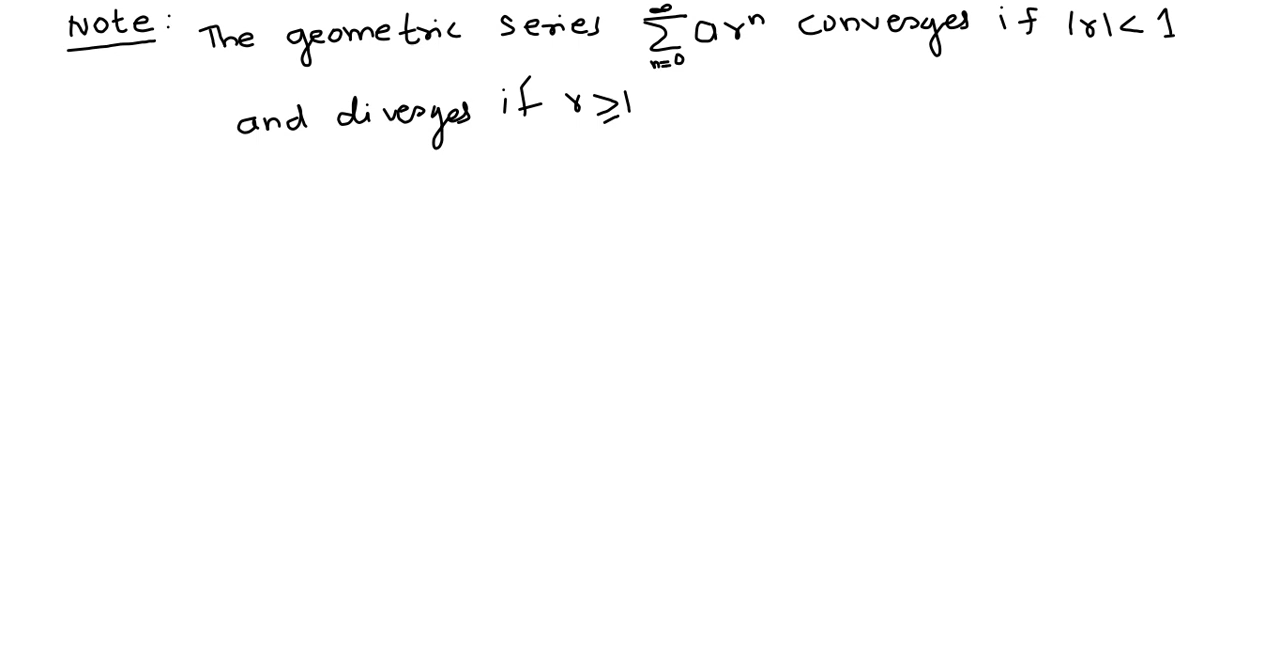 Note: The geometric series ∑_{n=0}^{∞} ar^n converges if |r| < 1
and diverges if r ≥ 1